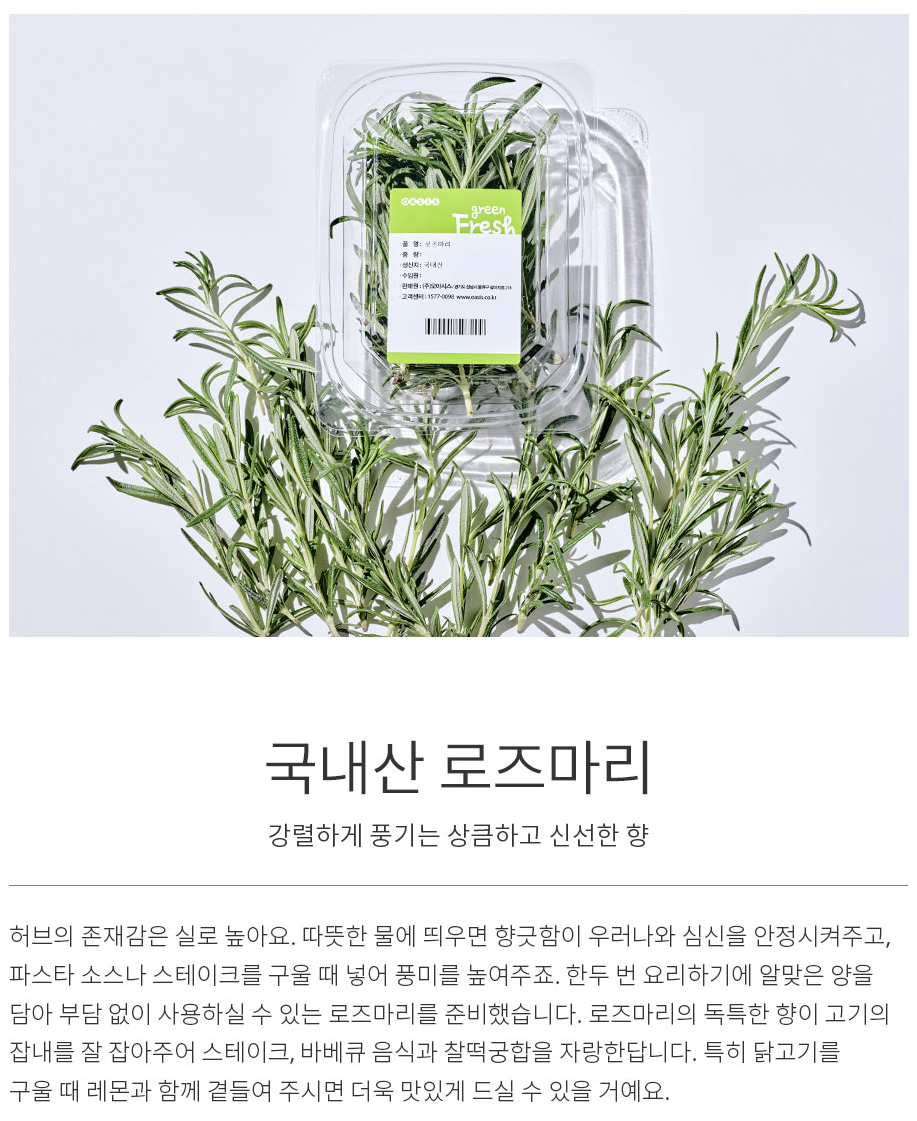 OASIS
green
Fresh
· 품 명 : 로즈마리
· 중 량 :
· 생산지 : 국내산
· 수입원 :
· 판매원 : (주)오아시스/
· 고객센터 : 1577-0098 www.oasis.co.kr
국내산 로즈마리
강렬하게 풍기는 상큼하고 신선한 향
허브의 존재감은 실로 높아요. 따뜻한 물에 띄우면 향긋함이 우러나와 심신을 안정시켜주고,
파스타 소스나 스테이크를 구울 때 넣어 풍미를 높여주죠. 한두 번 요리하기에 알맞은 양을
담아 부담 없이 사용하실 수 있는 로즈마리를 준비했습니다. 로즈마리의 독특한 향이 고기의
잡내를 잘 잡아주어 스테이크, 바베큐 음식과 찰떡궁합을 자랑한답니다. 특히 닭고기를
구울 때 레몬과 함께 곁들여 주시면 더욱 맛있게 드실 수 있을 거예요.